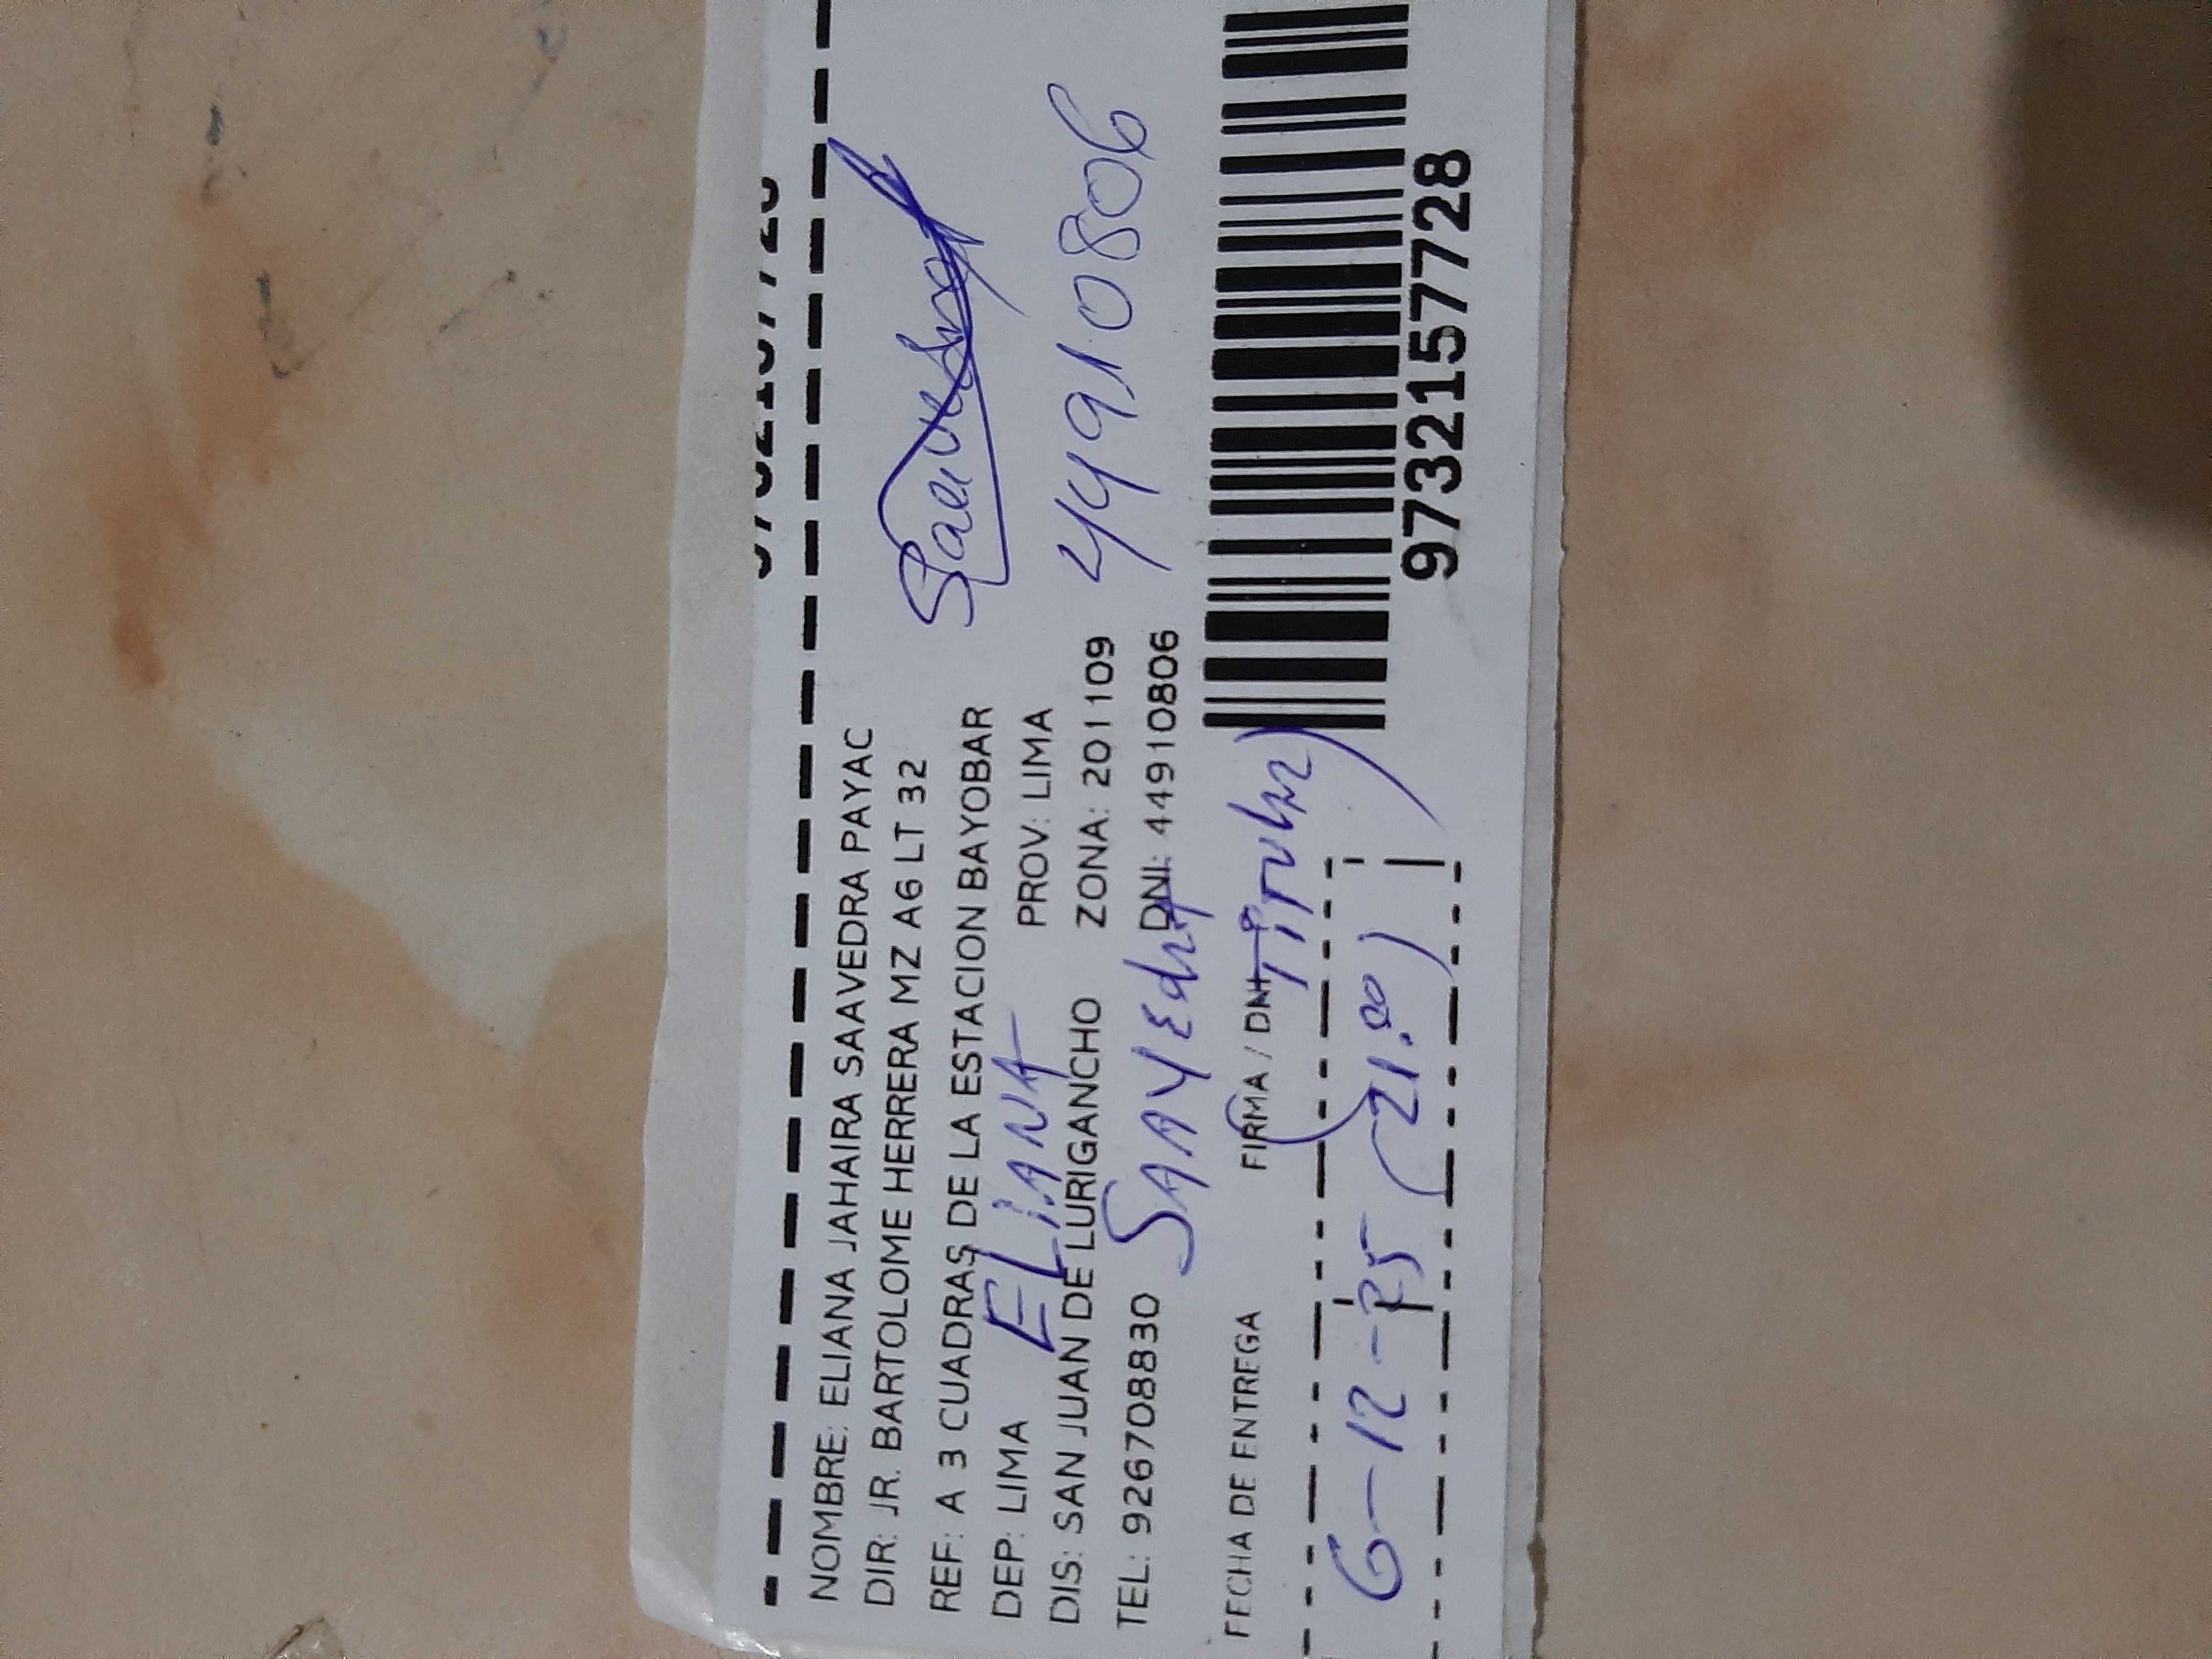 NOMBRE: ELIANA JAHAIRA SAAVEDRA PAYAC
DIR: JR. BARTOLOME HERRERA MZ A6 LT 32
REF: A 3 CUADRAS DE LA ESTACION BAYOBAR
DEP: LIMA PROV: LIMA
ELIANA
DIS: SAN JUAN DE LURIGANCHO ZONA: 201109
44910806
TEL: 926708830 DNI: 44910806
SAAVEdRA
FECHA DE ENTREGA FIRMA / DNI
(TiTulAR)
6-12-25 (21:00)
9732157728